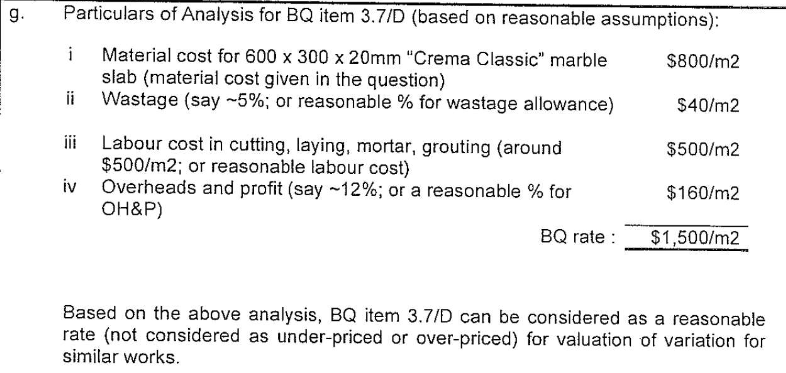 g. Particulars of Analysis for BQ item 3.7/D (based on reasonable assumptions):
i Material cost for 600 x 300 x 20mm "Crema Classic" marble $800/m2
slab (material cost given in the question)
ii Wastage (say ~5%; or reasonable % for wastage allowance) $40/m2
iii Labour cost in cutting, laying, mortar, grouting (around $500/m2
$500/m2; or reasonable labour cost)
iv Overheads and profit (say ~12%; or a reasonable % for $160/m2
OH&P)
BQ rate : $1,500/m2
Based on the above analysis, BQ item 3.7/D can be considered as a reasonable
rate (not considered as under-priced or over-priced) for valuation of variation for
similar works.